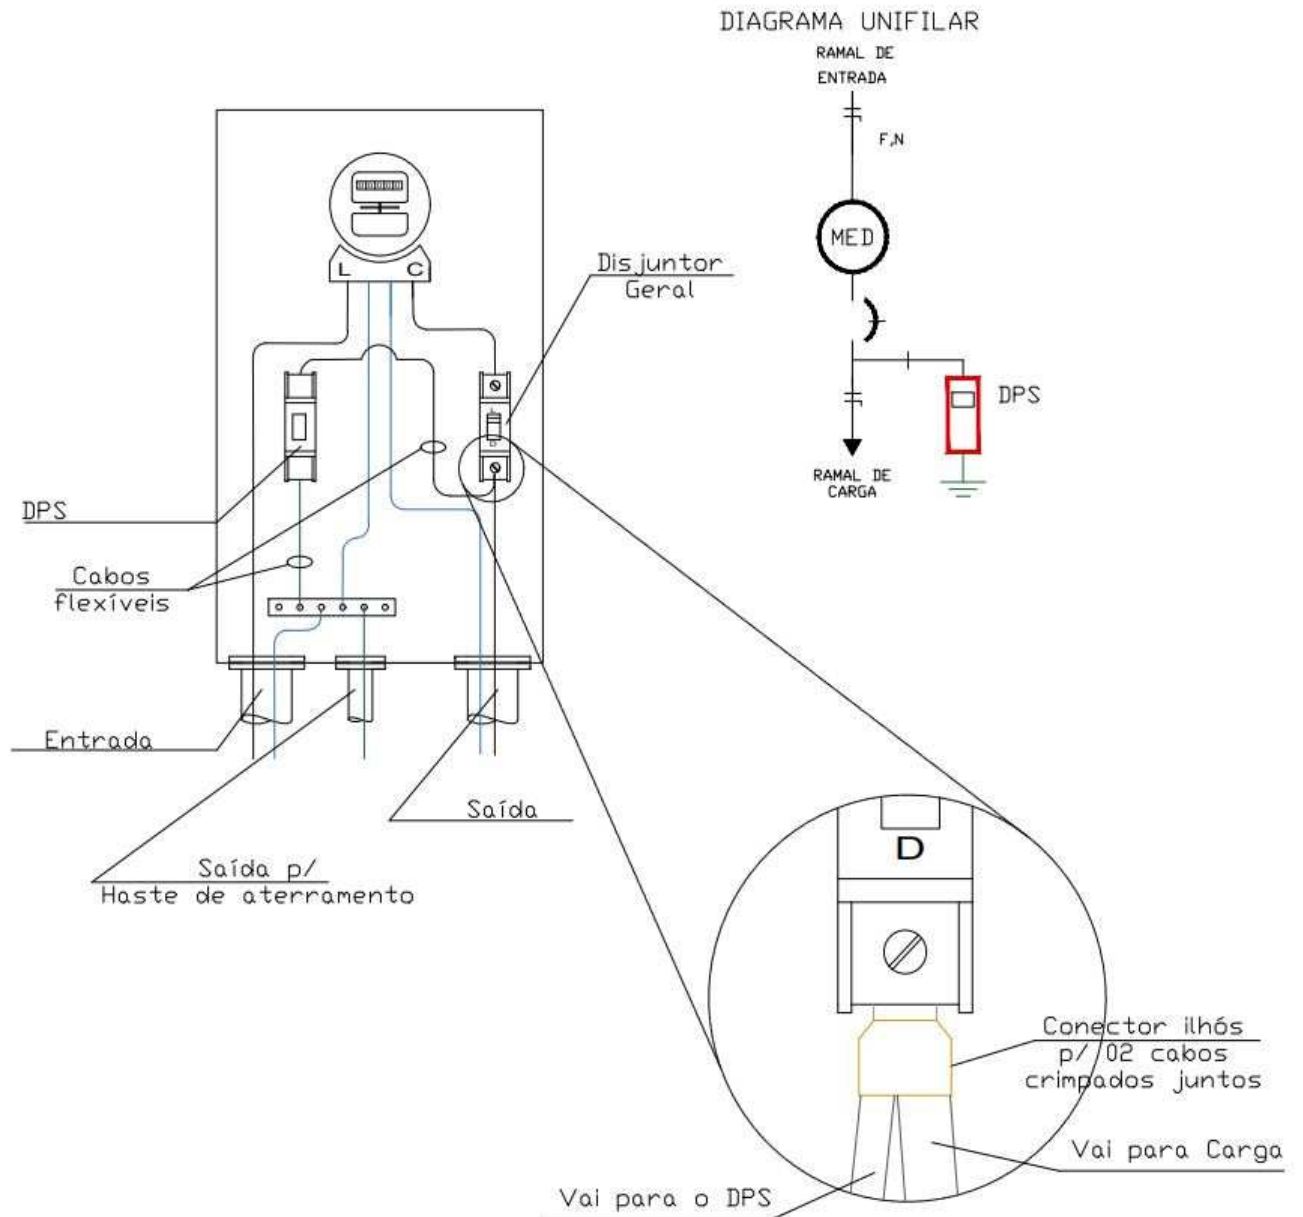 DIAGRAMA UNIFILAR
RAMAL DE
ENTRADA
F,N
MED
DPS
RAMAL DE
CARGA
L
C
Disjuntor
Geral
DPS
Cabos
flexíveis
Entrada
Saída
Saída p/
Haste de aterramento
D
Conector ilhós
p/ 02 cabos
crimpados juntos
Vai para Carga
Vai para o DPS